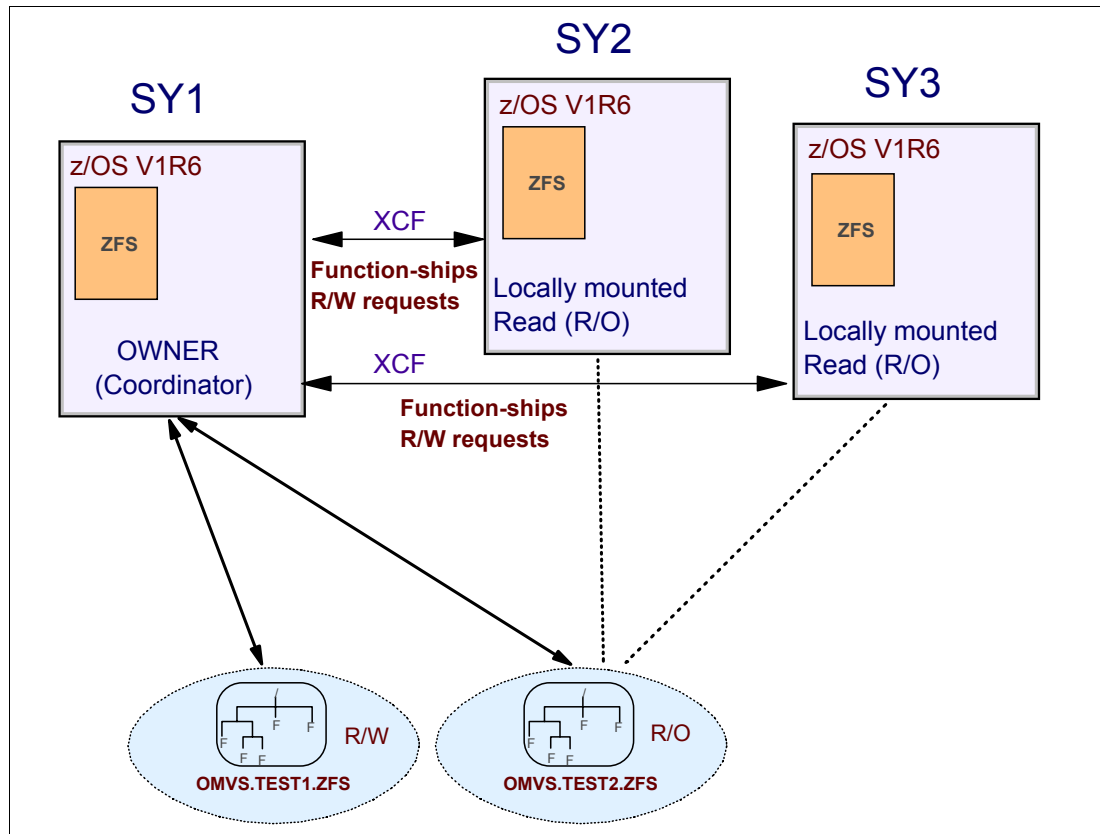 SY1
z/OS V1R6
ZFS
OWNER
(Coordinator)
XCF
Function-ships
R/W requests
SY2
z/OS V1R6
ZFS
Locally mounted
Read (R/O)
XCF
Function-ships
R/W requests
SY3
z/OS V1R6
ZFS
Locally mounted
Read (R/O)
/
F
F
F
F
F
R/W
OMVS.TEST1.ZFS
/
F
F
F
F
F
R/O
OMVS.TEST2.ZFS